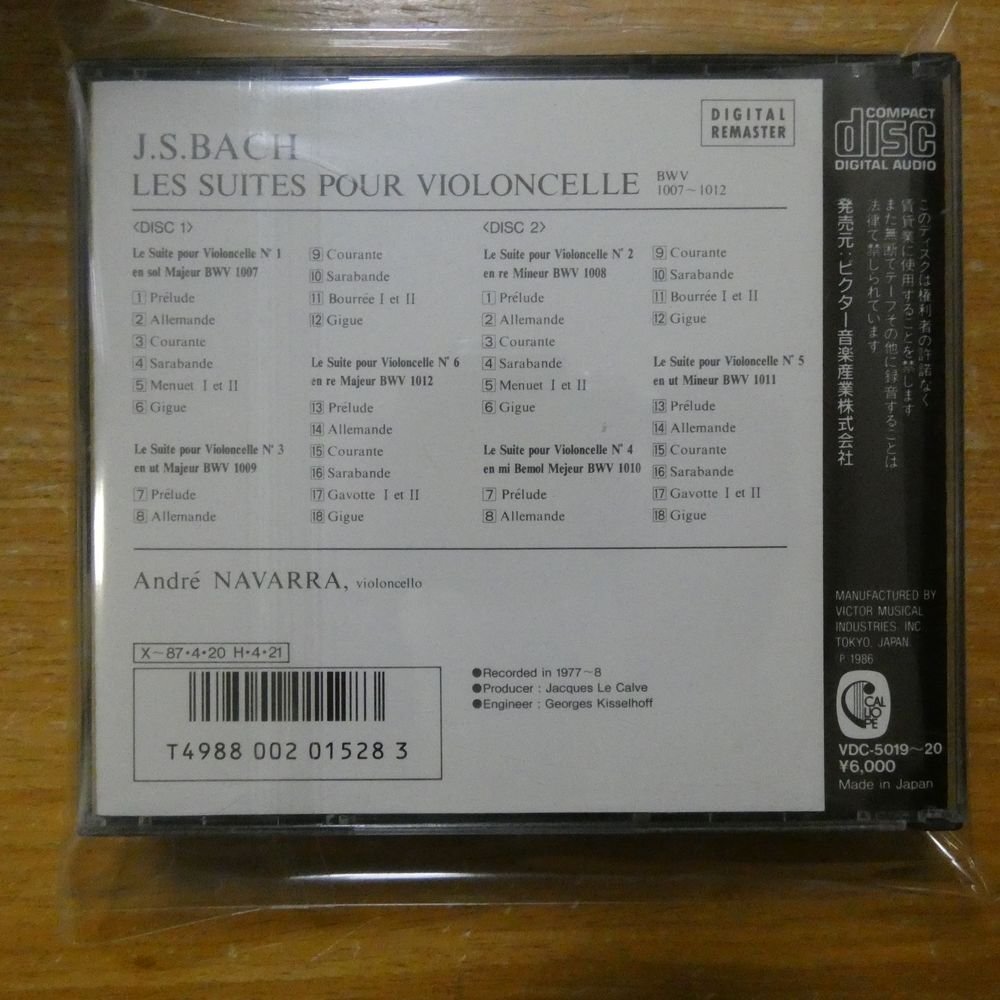 J.S.BACH
LES SUITES POUR VIOLONCELLE
BWV
1007~1012
DIGITAL
REMASTER
〈DISC 1〉
Le Suite pour Violoncelle N° 1
en sol Majeur BWV 1007
1 Prélude
2 Allemande
3 Courante
4 Sarabande
5 Menuet I et II
6 Gigue
Le Suite pour Violoncelle N° 3
en ut Majeur BWV 1009
7 Prélude
8 Allemande
9 Courante
10 Sarabande
11 Bourrée I et II
12 Gigue
Le Suite pour Violoncelle N° 6
en re Majeur BWV 1012
13 Prélude
14 Allemande
15 Courante
16 Sarabande
17 Gavotte I et II
18 Gigue
〈DISC 2〉
Le Suite pour Violoncelle N° 2
en re Mineur BWV 1008
1 Prélude
2 Allemande
3 Courante
4 Sarabande
5 Menuet I et II
6 Gigue
Le Suite pour Violoncelle N° 4
en mi Bemol Mejeur BWV 1010
7 Prélude
8 Allemande
9 Courante
10 Sarabande
11 Bourrée I et II
12 Gigue
Le Suite pour Violoncelle N° 5
en ut Mineur BWV 1011
13 Prélude
14 Allemande
15 Courante
16 Sarabande
17 Gavotte I et II
18 Gigue
André NAVARRA, violoncello
X~87・4・20 H・4・21
T4988 002 01528 3
●Recorded in 1977~8
●Producer : Jacques Le Calve
●Engineer : Georges Kisselhoff
COMPACT
disc
DIGITAL AUDIO
このディスクは権利者の許諾なく
賃貸業に使用することを禁じます
また無断でテープその他に録音することは
法律で禁じられています
発売元:ビクター音楽産業株式会社
MANUFACTURED BY
VICTOR MUSICAL
INDUSTRIES, INC.
TOKYO, JAPAN.
℗ 1986
CALLIOPE
VDC-5019~20
¥6,000
Made in Japan